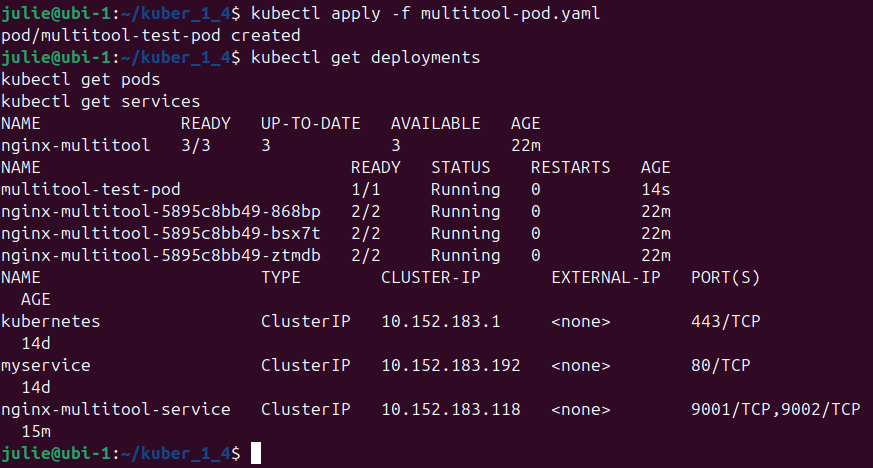 julie@ubi-1:~/kuber_1_4$ kubectl apply -f multitool-pod.yaml
pod/multitool-test-pod created
julie@ubi-1:~/kuber_1_4$ kubectl get deployments
kubectl get pods
kubectl get services
NAME              READY   UP-TO-DATE   AVAILABLE   AGE
nginx-multitool   3/3     3            3           22m
NAME                               READY   STATUS    RESTARTS   AGE
multitool-test-pod                 1/1     Running   0          14s
nginx-multitool-5895c8bb49-868bp   2/2     Running   0          22m
nginx-multitool-5895c8bb49-bsx7t   2/2     Running   0          22m
nginx-multitool-5895c8bb49-ztmdb   2/2     Running   0          22m
NAME                      TYPE        CLUSTER-IP       EXTERNAL-IP   PORT(S)
  AGE
kubernetes                ClusterIP   10.152.183.1     <none>        443/TCP
  14d
myservice                 ClusterIP   10.152.183.192   <none>        80/TCP
  14d
nginx-multitool-service   ClusterIP   10.152.183.118   <none>        9001/TCP,9002/TCP
  15m
julie@ubi-1:~/kuber_1_4$